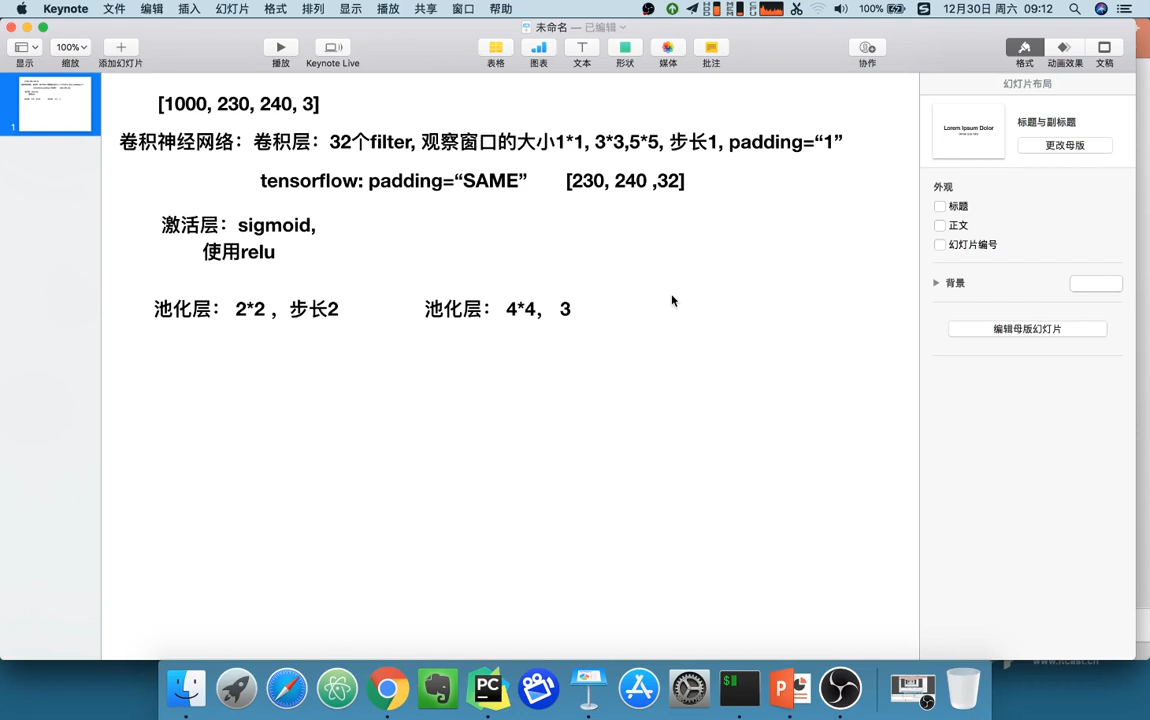 Keynote 文件 编辑 插入 幻灯片 格式 排列 显示 播放 共享 窗口 帮助 100% 12月30日 周六 09:12
未命名 — 已编辑
100%
显示 缩放 添加幻灯片 播放 Keynote Live 表格 图表 文本 形状 媒体 批注 协作 格式 动画效果 文稿
幻灯片布局
Lorem Ipsum Dolor
标题与副标题
更改母版
外观
标题
正文
幻灯片编号
背景
编辑母版幻灯片
1
[1000, 230, 240, 3]
卷积神经网络：卷积层：32个filter, 观察窗口的大小1*1, 3*3,5*5, 步长1, padding=“1”
tensorflow: padding=“SAME” [230, 240 ,32]
激活层：sigmoid,
使用relu
池化层： 2*2 ，步长2 池化层： 4*4， 3
www.itcast.cn
PC
$
P